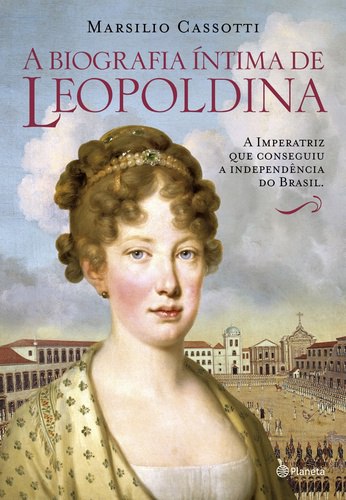 MARSILIO CASSOTTI
A BIOGRAFIA ÍNTIMA DE
LEOPOLDINA
A IMPERATRIZ
QUE CONSEGUIU
A INDEPENDÊNCIA
DO BRASIL.
Planeta